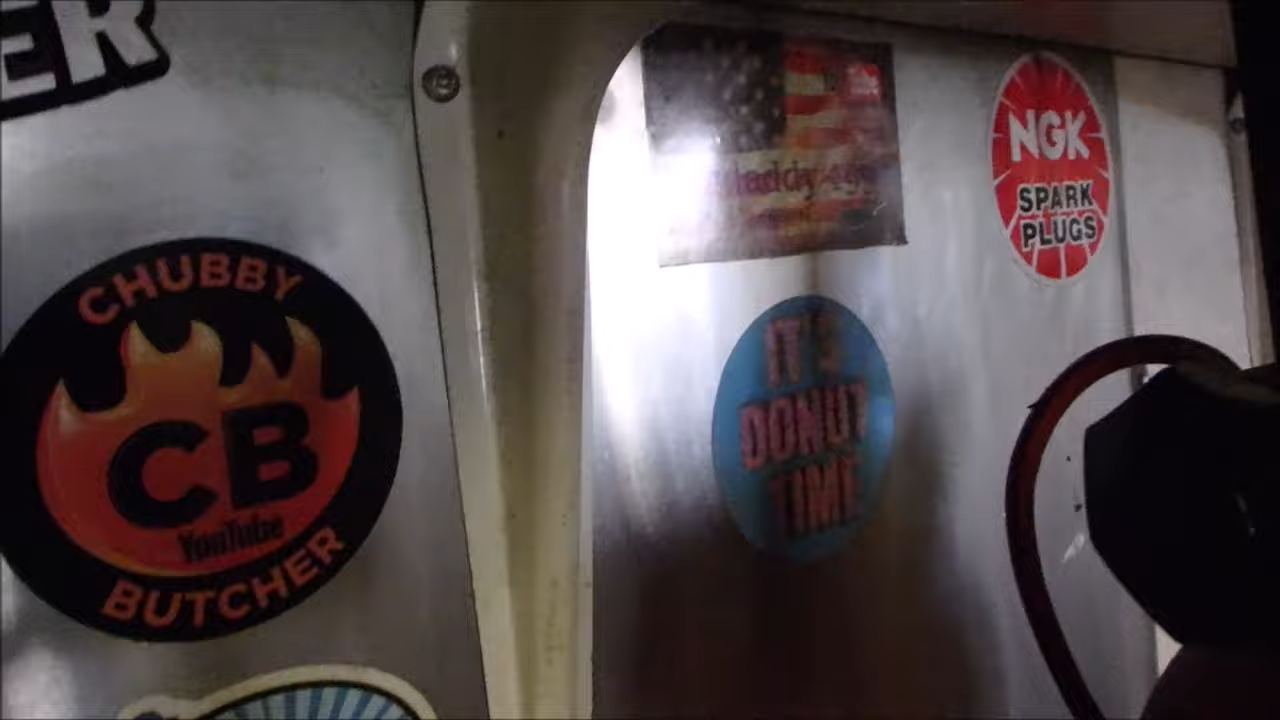 ER
CHUBBY
CB
YouTube
BUTCHER
IT'S
DONUT
TIME
NGK
SPARK
PLUGS